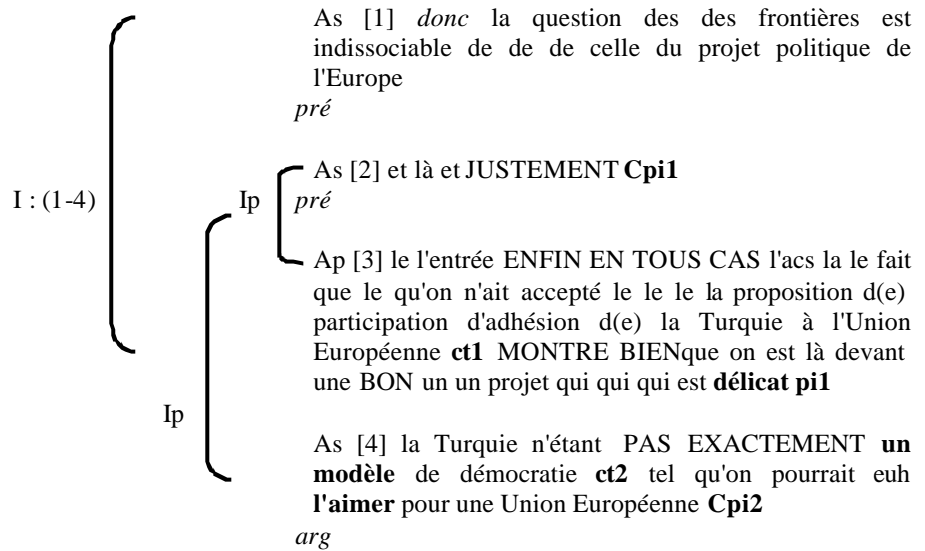 As [1] donc la question des des frontières est
indissociable de de de celle du projet politique de
l'Europe
pré
As [2] et là et JUSTEMENT Cpi1
I : (1-4)
Ip
pré
Ap [3] le l'entrée ENFIN EN TOUS CAS l'acs la le fait
que le qu'on n'ait accepté le le le la proposition d(e)
participation d'adhésion d(e) la Turquie à l'Union
Européenne ct1 MONTRE BIENque on est là devant
une BON un un projet qui qui qui est délicat pi1
Ip
As [4] la Turquie n'étant PAS EXACTEMENT un
modèle de démocratie ct2 tel qu'on pourrait euh
l'aimer pour une Union Européenne Cpi2
arg